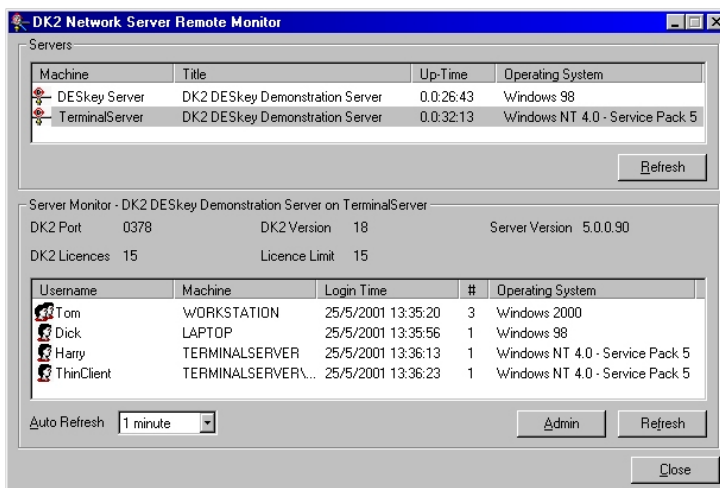 DK2 Network Server Remote Monitor
Servers
Machine Title Up-Time Operating System
DESkey Server DK2 DESkey Demonstration Server 0.0:26:43 Windows 98
TerminalServer DK2 DESkey Demonstration Server 0.0:32:13 Windows NT 4.0 - Service Pack 5
Refresh
Server Monitor - DK2 DESkey Demonstration Server on TerminalServer
DK2 Port 0378 DK2 Version 18 Server Version 5.0.0.90
DK2 Licences 15 Licence Limit 15
Username Machine Login Time # Operating System
Tom WORKSTATION 25/5/2001 13:35:20 3 Windows 2000
Dick LAPTOP 25/5/2001 13:35:56 1 Windows 98
Harry TERMINALSERVER 25/5/2001 13:36:13 1 Windows NT 4.0 - Service Pack 5
ThinClient TERMINALSERVER\... 25/5/2001 13:36:23 1 Windows NT 4.0 - Service Pack 5
Auto Refresh 1 minute Admin Refresh
Close